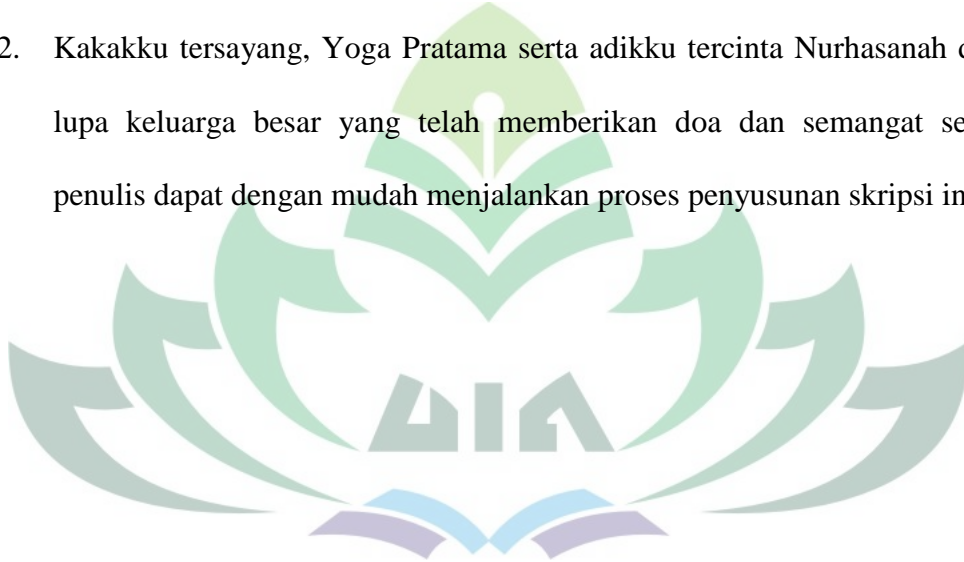 2. Kakakku tersayang, Yoga Pratama serta adikku tercinta Nurhasanah
lupa keluarga besar yang telah memberikan doa dan semangat
penulis dapat dengan mudah menjalankan proses penyusunan skripsi
UIN